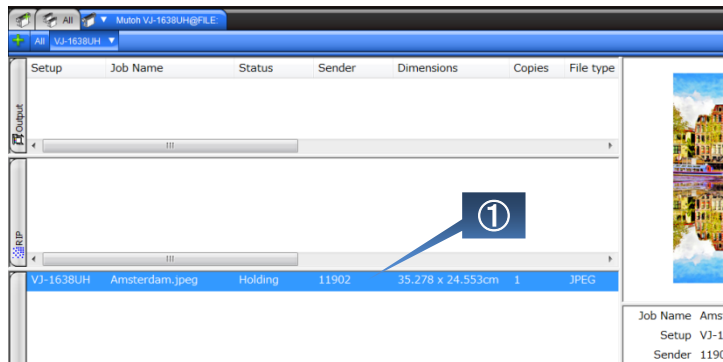 All Mutoh VJ-1638UH@FILE:
All VJ-1638UH
Setup Job Name Status Sender Dimensions Copies File type
Output
RIP
①
VJ-1638UH Amsterdam.jpeg Holding 11902 35.278 x 24.553cm 1 JPEG
Job Name Ams
Setup VJ-1
Sender 1190